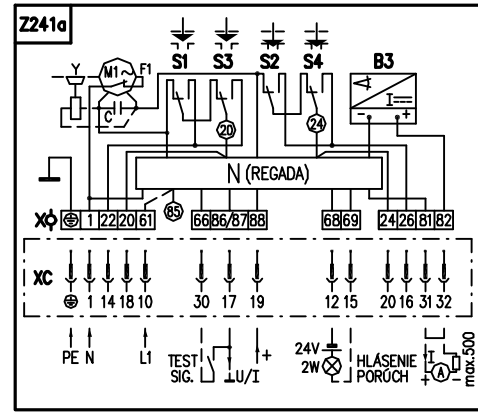 Z241a
S1 S3 S2 S4 B3
Y M1~ F1
C
I
- +
20 24
N (REGADA)
85
X 1 22 20 61 66 86/87 88 68 69 24 26 81 82
XC
1 14 18 10 30 17 19 12 15 20 16 31 32
PE N L1 TEST SIG. U/I + 24V 2W HLÁSENIE PORÚCH I A - + max.500